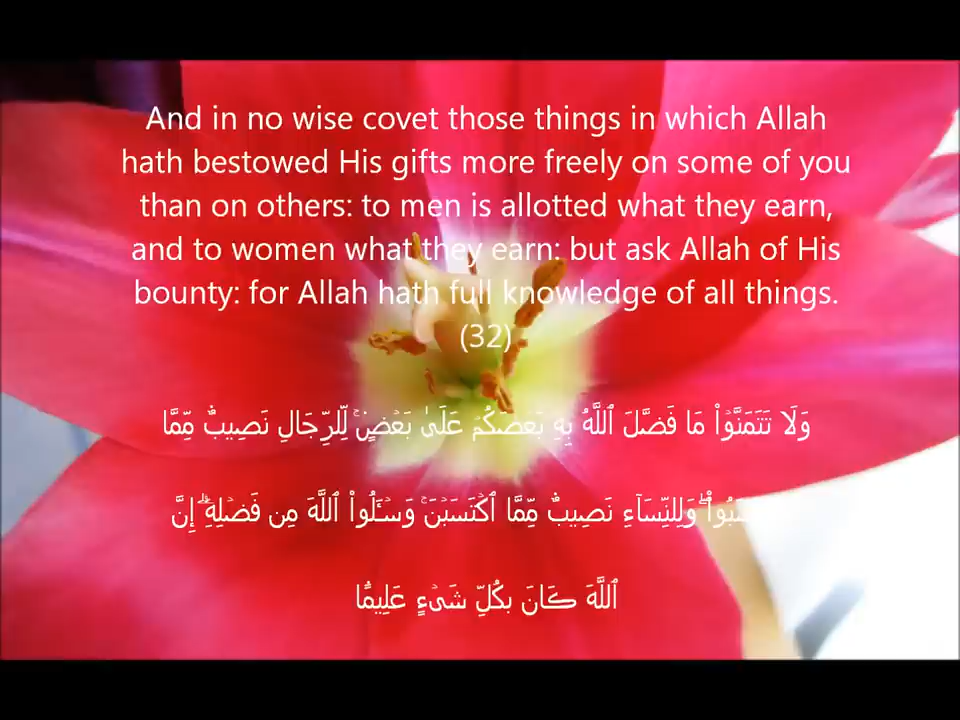 And in no wise covet those things in which Allah
hath bestowed His gifts more freely on some of you
than on others: to men is allotted what they earn,
and to women what they earn: but ask Allah of His
bounty: for Allah hath full knowledge of all things.
(32)
وَلَا تَتَمَنَّوْا۟ مَا فَضَّلَ ٱللَّهُ بِهِۦ بَعْضَكُمْ عَلَىٰ بَعْضٍۢ ۚ لِّلرِّجَالِ نَصِيبٌۭ مِّمَّا
وَلِلنِّسَآءِ نَصِيبٌۭ مِّمَّا ٱكْتَسَبْنَ ۚ وَسْـَٔلُوا۟ ٱللَّهَ مِن فَضْلِهِۦٓ ۗ إِنَّ
ٱللَّهَ كَانَ بِكُلِّ شَىْءٍ عَلِيمًۭا